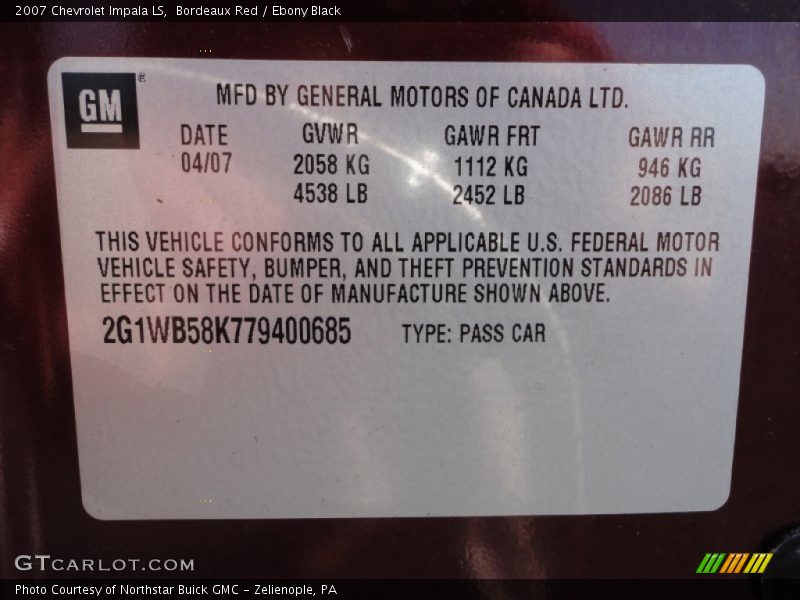 2007 Chevrolet Impala LS,  Bordeaux Red / Ebony Black
GM®
MFD BY GENERAL MOTORS OF CANADA LTD.
DATE GVWR GAWR FRT GAWR RR
04/07 2058 KG 1112 KG 946 KG
4538 LB 2452 LB 2086 LB
THIS VEHICLE CONFORMS TO ALL APPLICABLE U.S. FEDERAL MOTOR
VEHICLE SAFETY, BUMPER, AND THEFT PREVENTION STANDARDS IN
EFFECT ON THE DATE OF MANUFACTURE SHOWN ABOVE.
2G1WB58K779400685 TYPE: PASS CAR
GTCARLOT.COM
Photo Courtesy of Northstar Buick GMC - Zelienople, PA